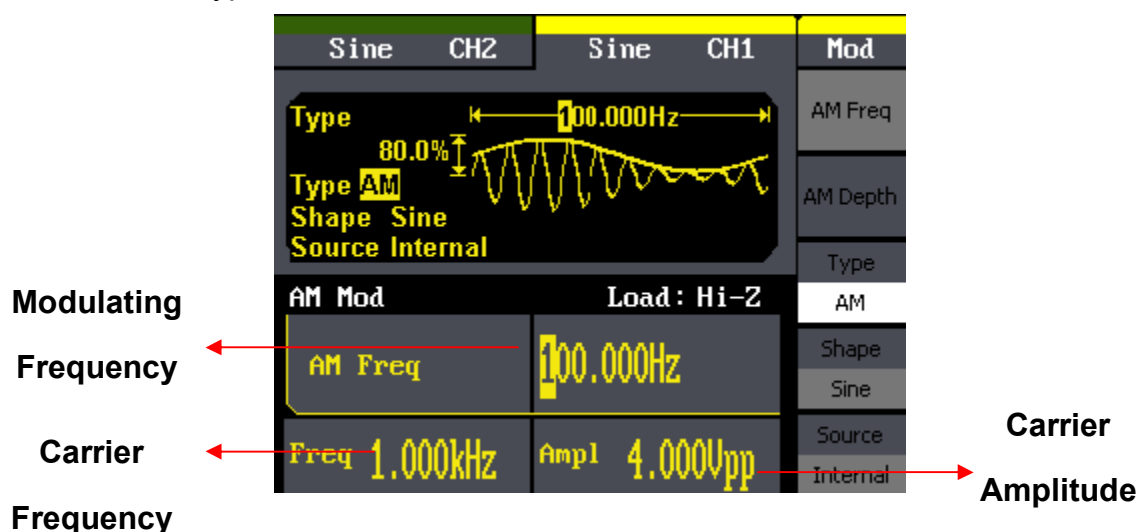 Sine CH2 Sine CH1 Mod
Type 100.000Hz AM Freq
80.0%
Type AM AM Depth
Shape Sine
Source Internal Type
AM Mod Load: Hi-Z AM
Modulating
Frequency
AM Freq 100.000Hz Shape
Sine
Carrier
Frequency
Freq 1.000kHz Ampl 4.000Vpp Source
Internal
Carrier
Amplitude